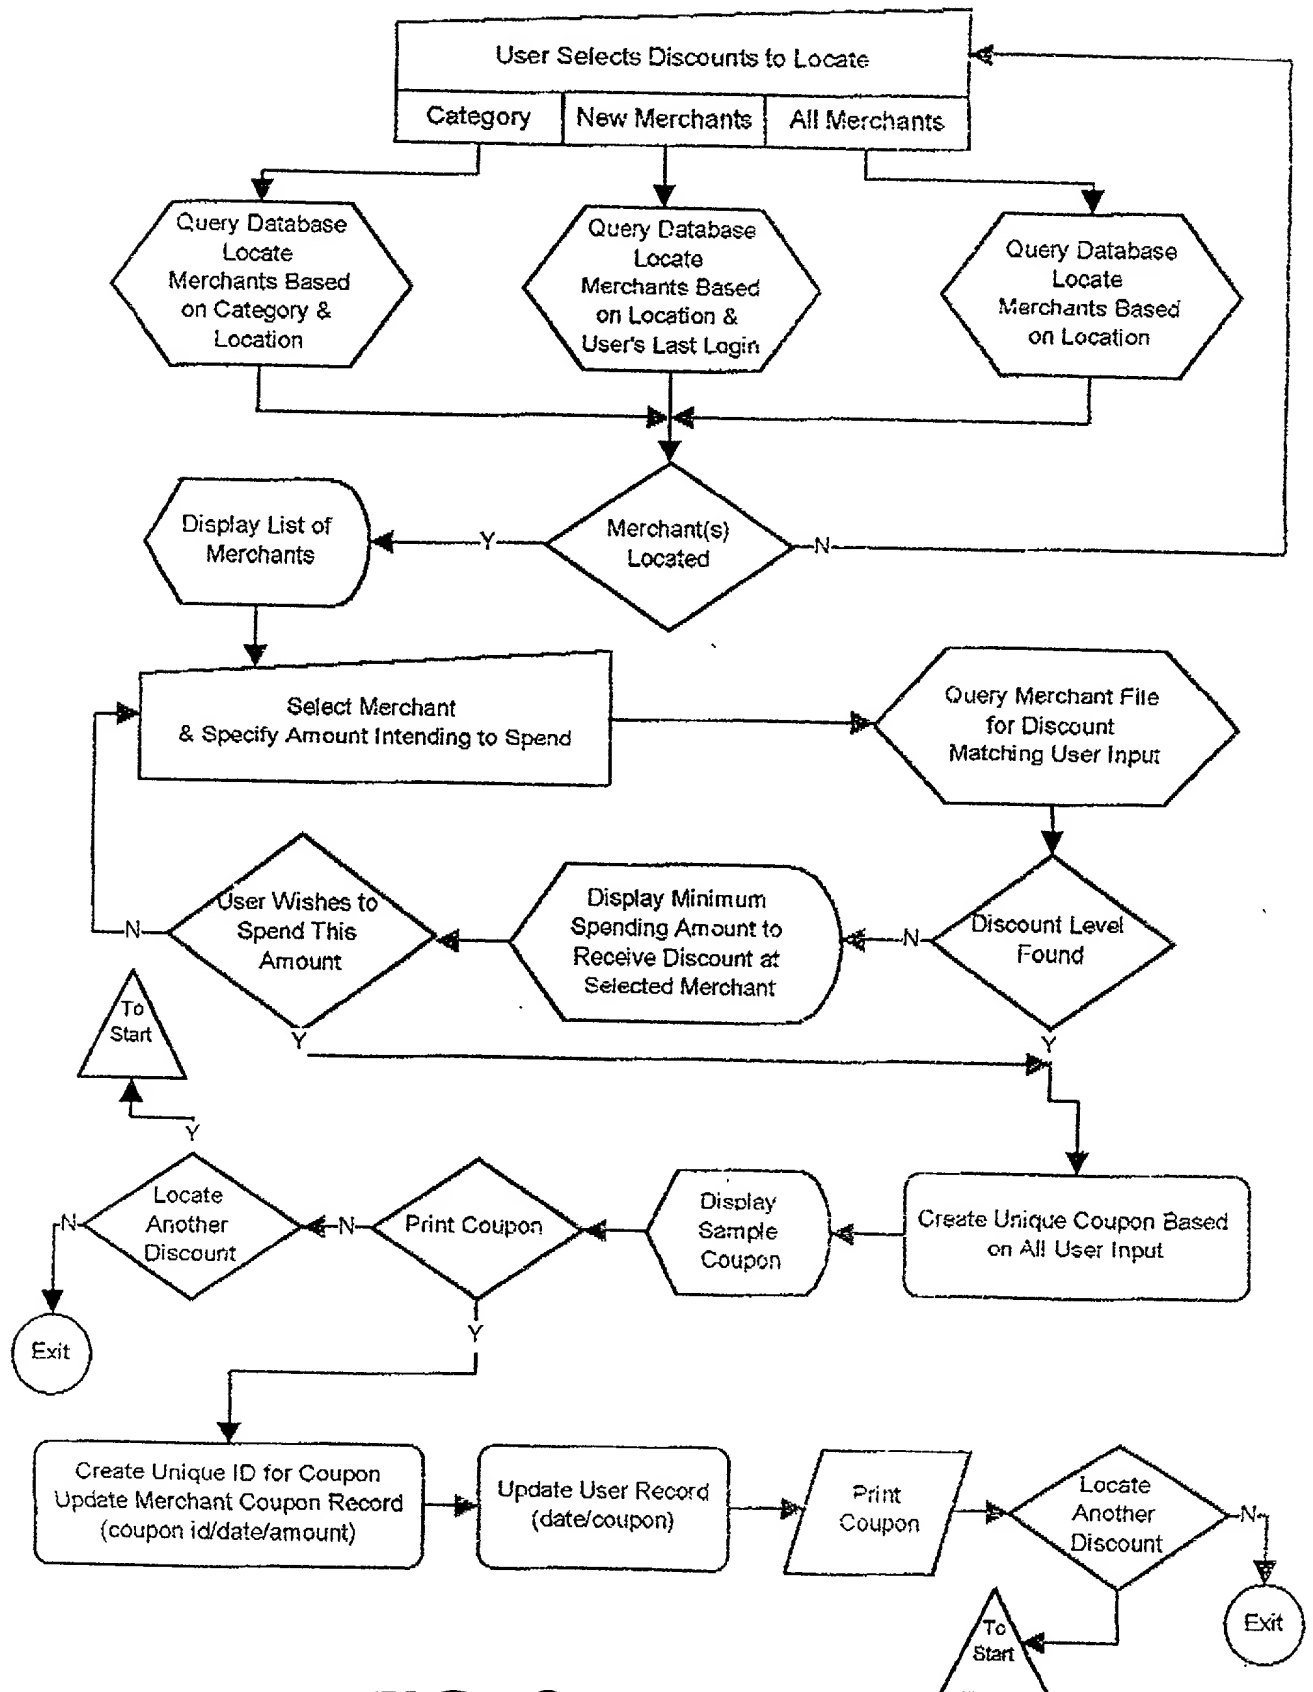 User Selects Discounts to Locate
Category
New Merchants
All Merchants
Query Database
Locate
Merchants Based
on Category &
Location
Query Database
Locate
Merchants Based
on Location &
User's Last Login
Query Database
Locate
Merchants Based
on Location
Display List of
Merchants
Y
Merchant(s)
Located
N
Select Merchant
& Specify Amount Intending to Spend
Query Merchant File
for Discount
Matching User Input
N
User Wishes to
Spend This
Amount
Display Minimum
Spending Amount to
Receive Discount at
Selected Merchant
N
Discount Level
Found
To
Start
Y
Y
Y
N
Locate
Another
Discount
N
Print Coupon
Display
Sample
Coupon
Create Unique Coupon Based
on All User Input
Exit
Y
Create Unique ID for Coupon
Update Merchant Coupon Record
(coupon id/date/amount)
Update User Record
(date/coupon)
Print
Coupon
Locate
Another
Discount
N
To
Start
Exit